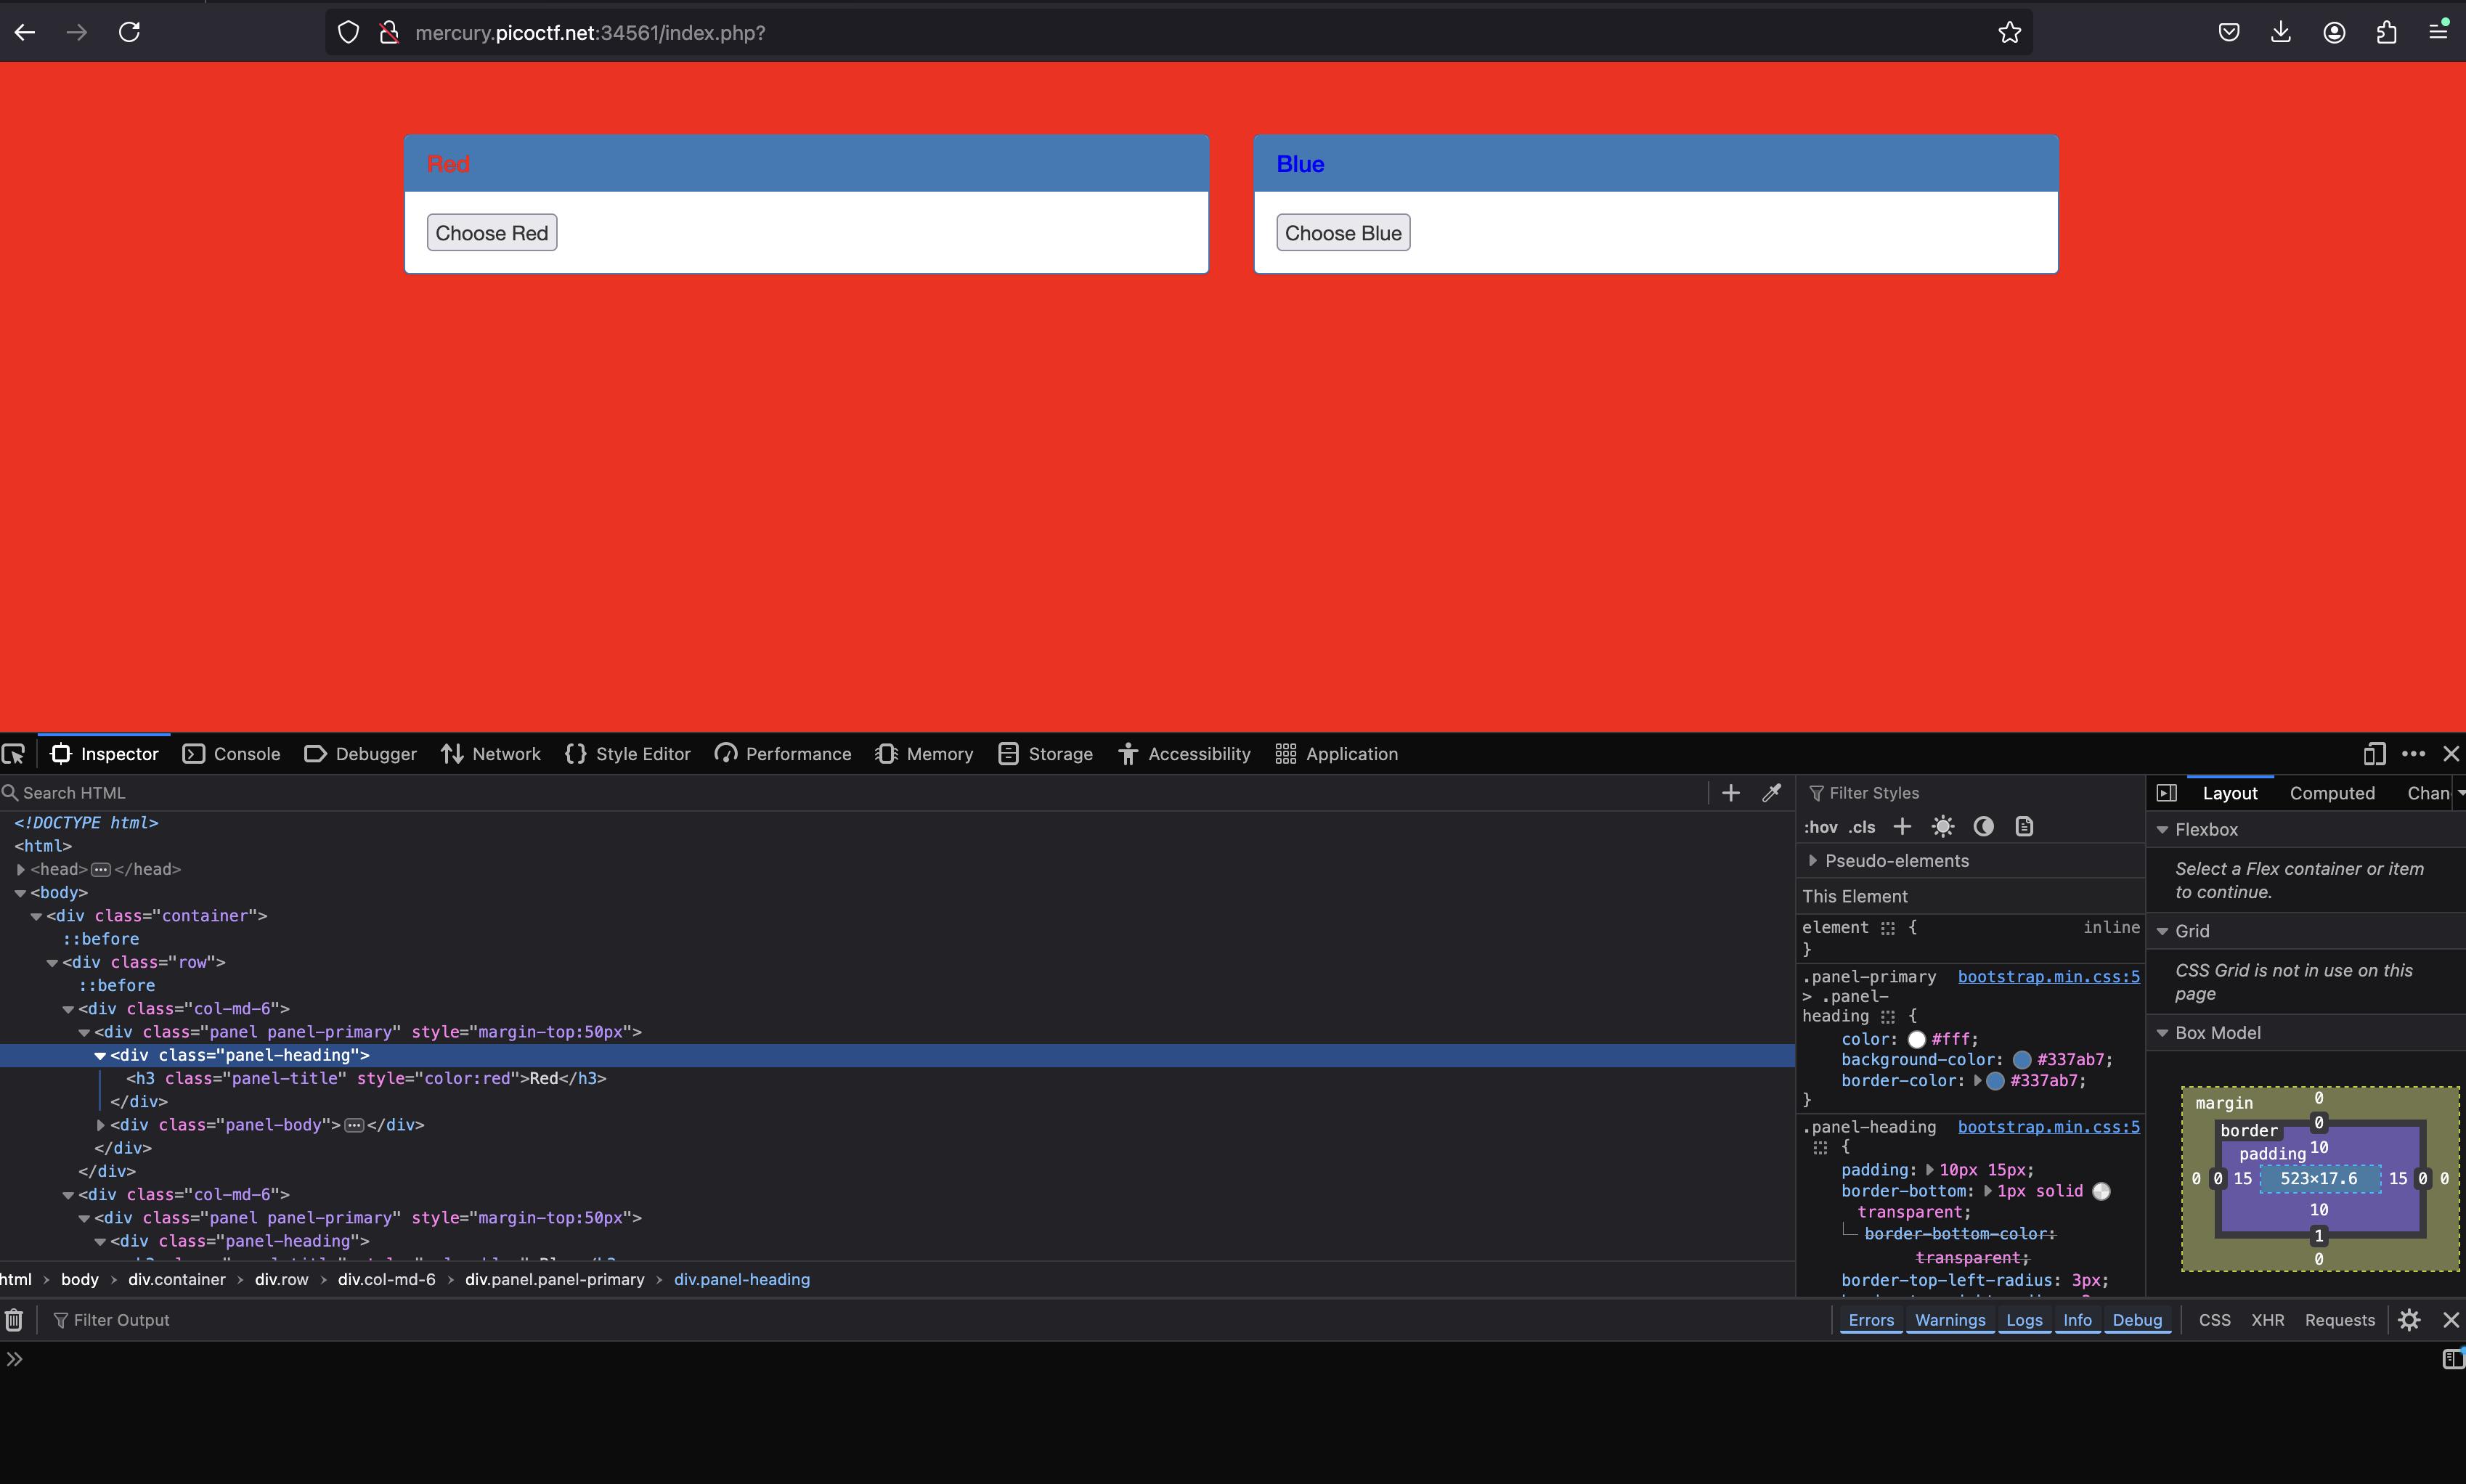 mercury.picoctf.net:34561/index.php?
Red
Blue
Choose Red
Choose Blue
Inspector
Console
Debugger
Network
Style Editor
Performance
Memory
Storage
Accessibility
Application
Search HTML
<!DOCTYPE html>
<html>
<head></head>
<body>
<div class="container">
::before
<div class="row">
::before
<div class="col-md-6">
<div class="panel panel-primary" style="margin-top:50px">
<div class="panel-heading">
<h3 class="panel-title" style="color:red">Red</h3>
</div>
<div class="panel-body"></div>
</div>
</div>
<div class="col-md-6">
<div class="panel panel-primary" style="margin-top:50px">
<div class="panel-heading">
html › body › div.container › div.row › div.col-md-6 › div.panel.panel-primary › div.panel-heading
Filter Styles
:hov .cls
Pseudo-elements
This Element
element { inline
}
.panel-primary bootstrap.min.css:5
> .panel-
heading {
color: #fff;
background-color: #337ab7;
border-color: #337ab7;
}
.panel-heading bootstrap.min.css:5
{
padding: 10px 15px;
border-bottom: 1px solid
transparent;
border-bottom-color:
transparent;
border-top-left-radius: 3px;
Layout Computed Chan
Flexbox
Select a Flex container or item
to continue.
Grid
CSS Grid is not in use on this
page
Box Model
margin 0
border 0
padding 10
0 0 15 523×17.6 15 0 0
10
1
0
Filter Output
Errors Warnings Logs Info Debug CSS XHR Requests